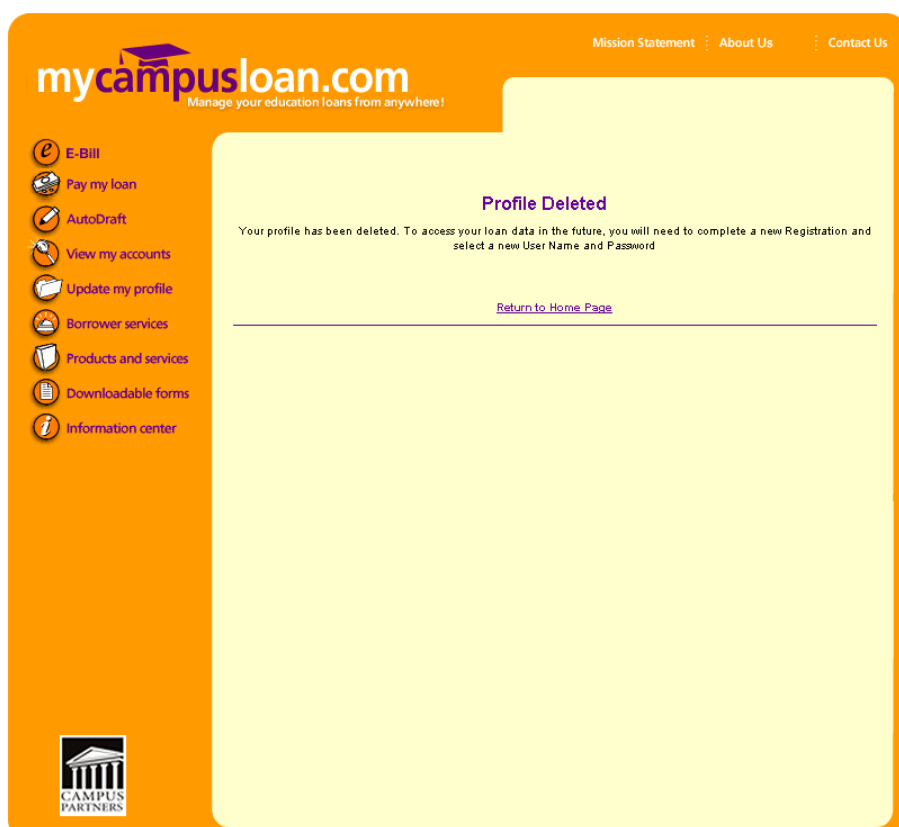 Mission Statement
About Us
Contact Us
mycampusloan.com
Manage your education loans from anywhere!
E-Bill
Pay my loan
AutoDraft
View my accounts
Update my profile
Borrower services
Products and services
Downloadable forms
Information center
Profile Deleted
Your profile has been deleted. To access your loan data in the future, you will need to complete a new Registration and
select a new User Name and Password
Return to Home Page
CAMPUS
PARTNERS